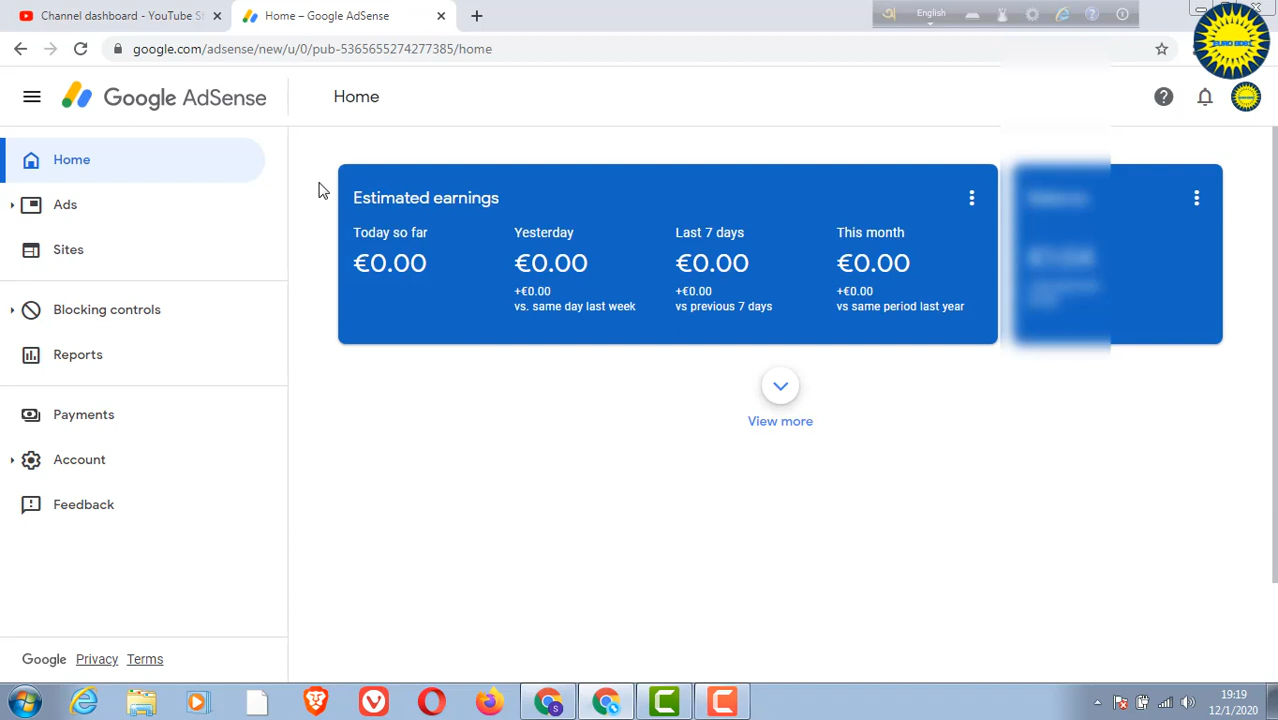 Channel dashboard - YouTube St
Home – Google AdSense
English
google.com/adsense/new/u/0/pub-5365655274277385/home
EURO BDB
Google AdSense
Home
Home
Ads
Sites
Blocking controls
Reports
Payments
Account
Feedback
Estimated earnings
Today so far
€0.00
Yesterday
€0.00
+€0.00
vs. same day last week
Last 7 days
€0.00
+€0.00
vs previous 7 days
This month
€0.00
+€0.00
vs same period last year
View more
Google Privacy Terms
19:19
12/1/2020